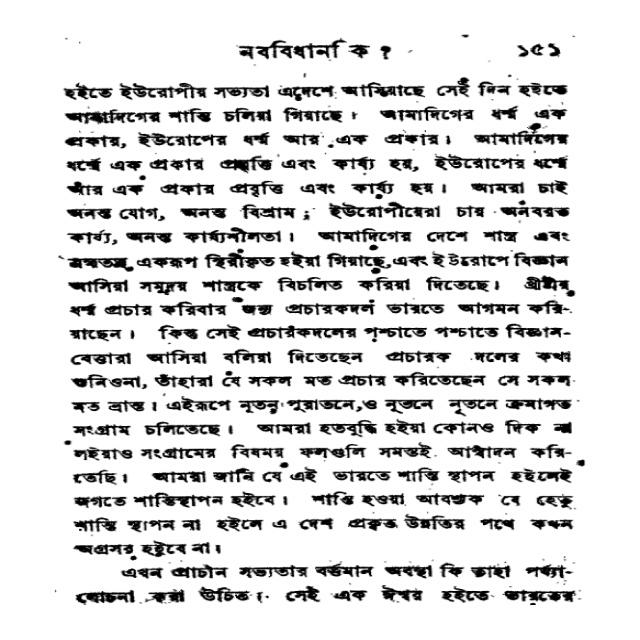 নববিধানটা কি ? ১৫১
হইতে ইউরোপীয় সভ্যতা এদেশে আসিয়াছে সেই দিন হইতে
আমাদিগের শান্তি চলিয়া গিয়াছে। আমাদিগের ধর্ম্ম এক
প্রকার, ইউরোপের ধর্ম্ম আর এক প্রকার। আমাদিগের
ধর্ম্মে এক প্রকার প্রবৃত্তি এবং কার্য্য হয়, ইউরোপের ধর্ম্মে
আর এক প্রকার প্রবৃত্তি এবং কার্য্য হয়। আমরা চাই
অনন্ত যোগ, অনন্ত বিশ্রাম; ইউরোপীয়েরা চায় অনবরত
কার্য্য, অনন্ত কার্য্যশীলতা। আমাদিগের দেশে শাস্ত্র এবং
একরূপ স্থিরীকৃত হইয়া গিয়াছে, এবং ইউরোপে বিজ্ঞান
আসিয়া সমুদয় শাস্ত্রকে বিচলিত করিয়া দিতেছে। খ্রীষ্টীয়
ধর্ম্ম প্রচার করিবার জন্য প্রচারকদল ভারতে আগমন করি-
য়াছেন। কিন্তু সেই প্রচারকদলের পশ্চাতে পশ্চাতে বিজ্ঞান-
বেত্তারা আসিয়া বলিয়া দিতেছেন প্রচারক দলের কথা
শুনিওনা, তাঁহারা যে সকল মত প্রচার করিতেছেন সে সকল
মত ভ্রান্ত। এইরূপে নূতন পুরাতনে, ও নূতনে নূতনে ক্রমাগত
সংগ্রাম চলিতেছে। আমরা হতবুদ্ধি হইয়া কোনও দিক না
লইয়াও সংগ্রামের বিষময় ফলগুলি সমস্তই আস্বাদন করি-
তেছি। আমরা জানি যে এই ভারতে শান্তি স্থাপন হইলেই
জগতে শান্তিস্থাপন হইবে। শান্তি হওয়া আবশ্যক যে হেতু
শান্তি স্থাপন না হইলে এ দেশ প্রকৃত উন্নতির পথে কখন
অগ্রসর হইবে না।
এখন প্রাচীন সভ্যতার বর্ত্তমান অবস্থা কি তাহা পর্য্যা-
লোচনা করা উচিত। সেই এক ঈশ্বর হইতে ভারতের